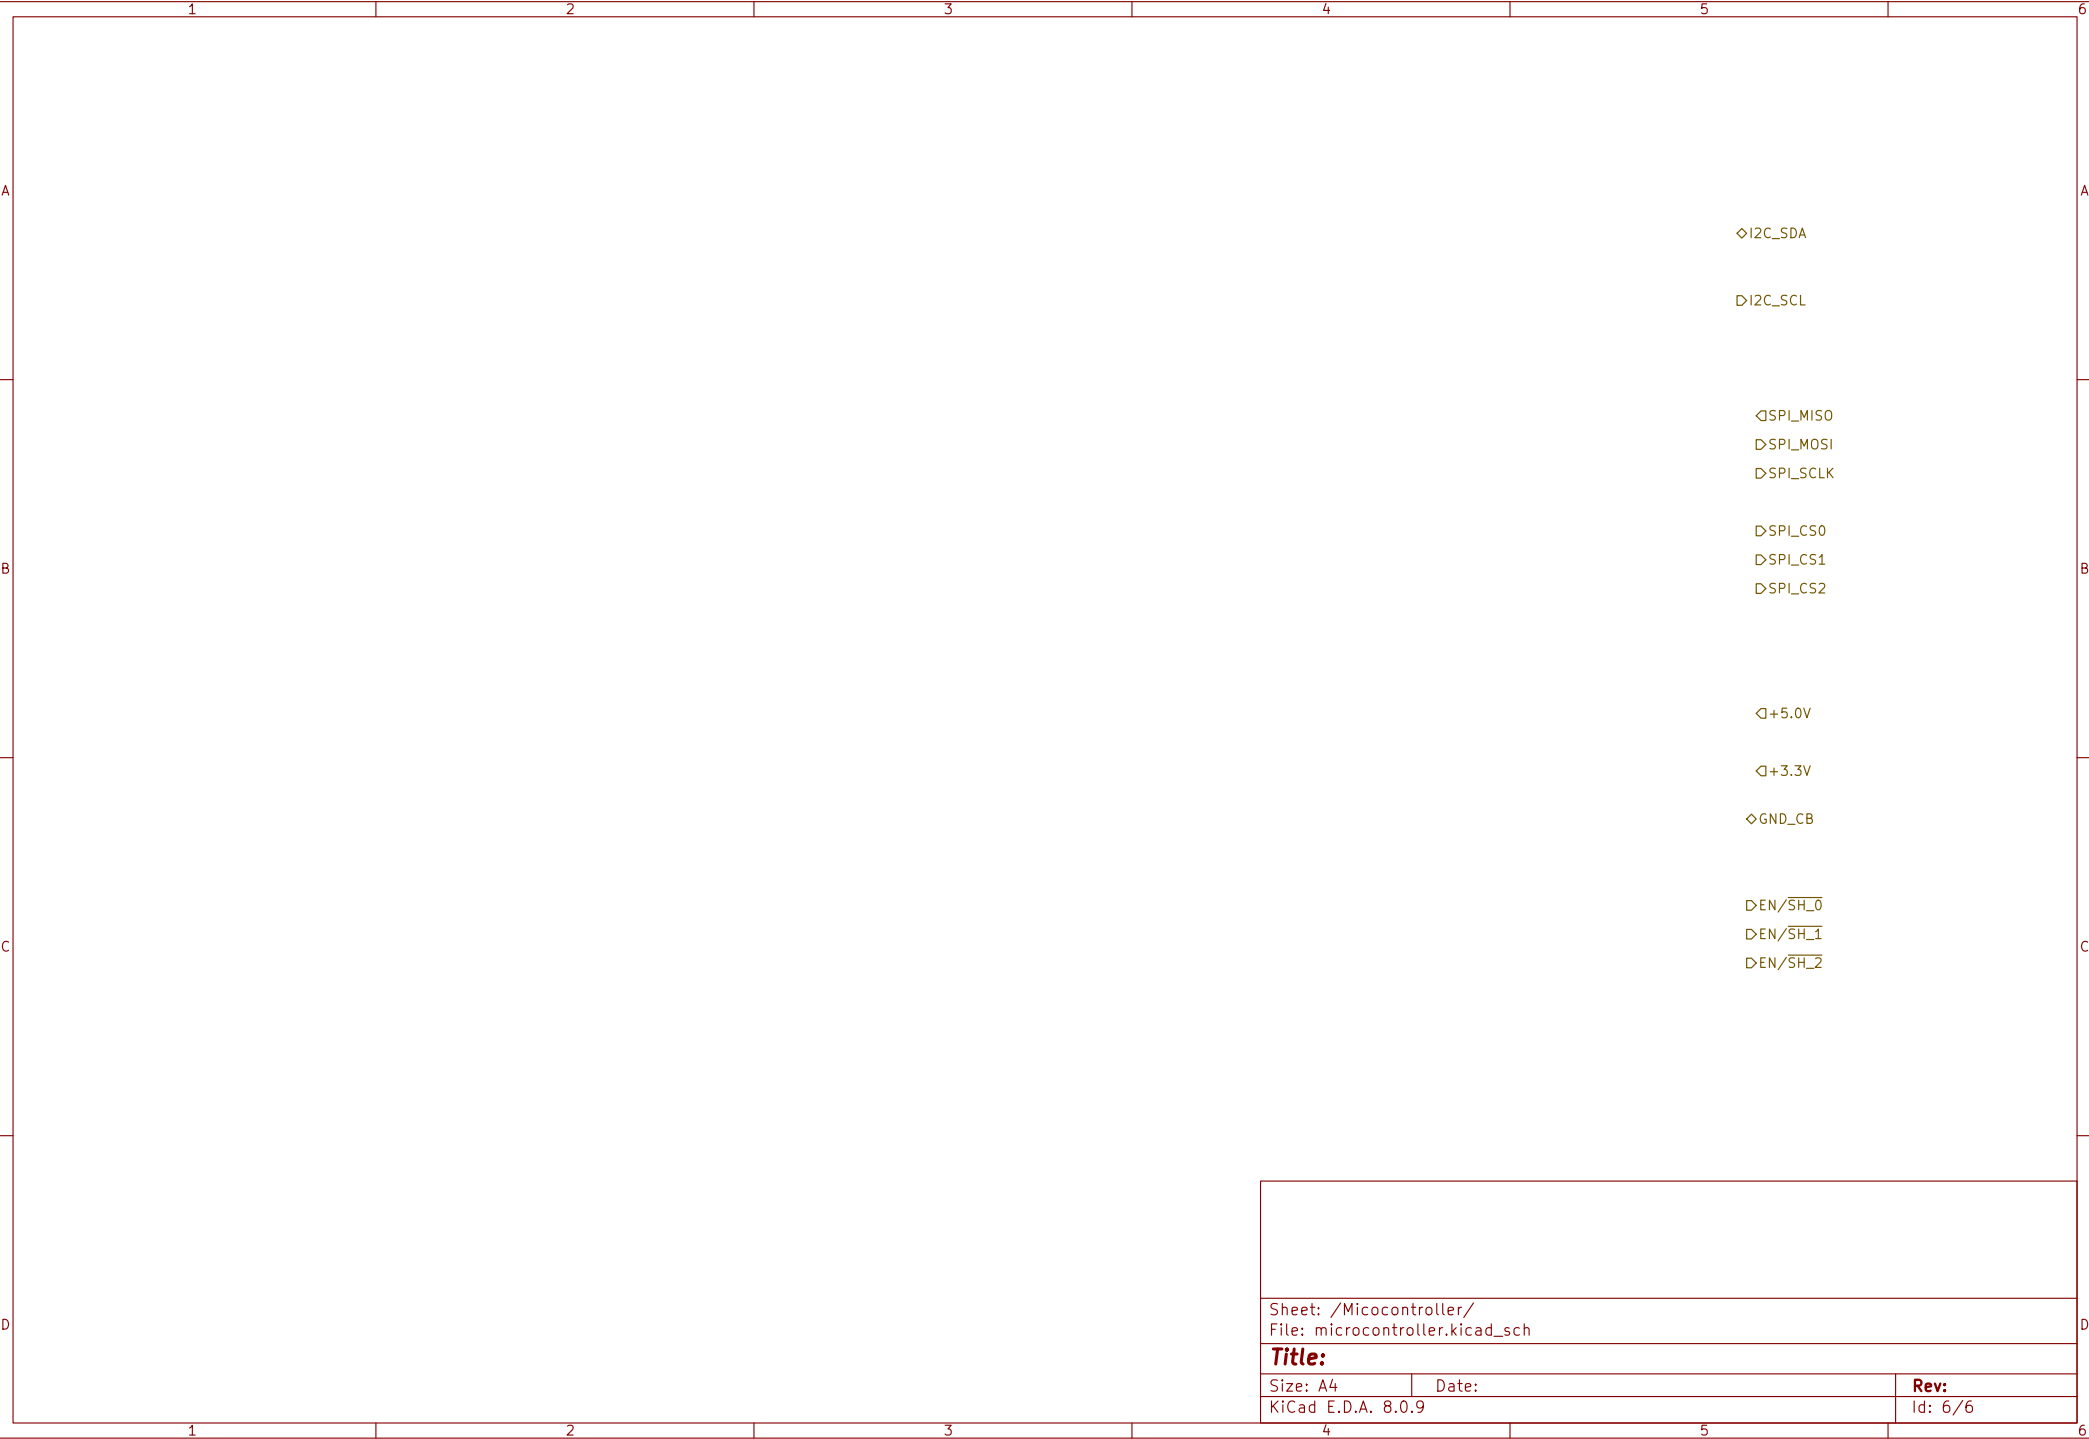 1 2 3 4 5 6
A A
I2C_SDA
I2C_SCL
SPI_MISO
SPI_MOSI
SPI_SCLK
SPI_CS0
B B
SPI_CS1
SPI_CS2
+5.0V
+3.3V
GND_CB
EN/SH_0
EN/SH_1
C C
EN/SH_2
Sheet: /Micocontroller/
D D
File: microcontroller.kicad_sch
Title:
Size: A4 Date: Rev:
KiCad E.D.A. 8.0.9 Id: 6/6
1 2 3 4 5 6